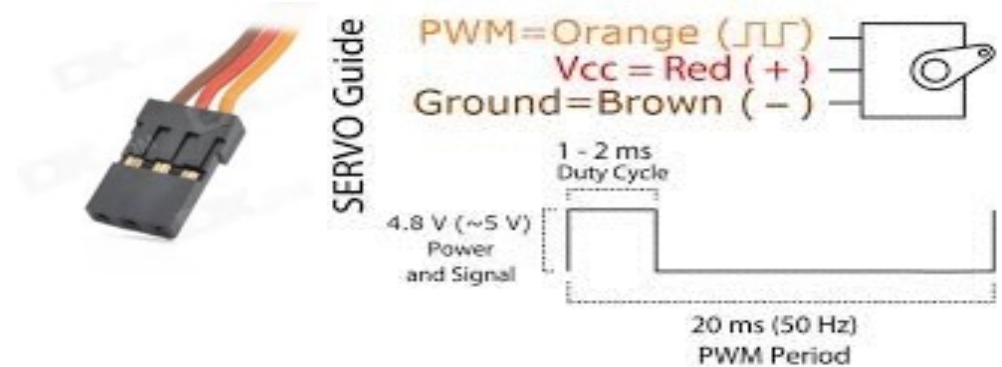 SERVO Guide
PWM=Orange (⎍⎍)
Vcc = Red ( + )
Ground=Brown ( − )
1 - 2 ms
Duty Cycle
4.8 V (~5 V)
Power
and Signal
20 ms (50 Hz)
PWM Period